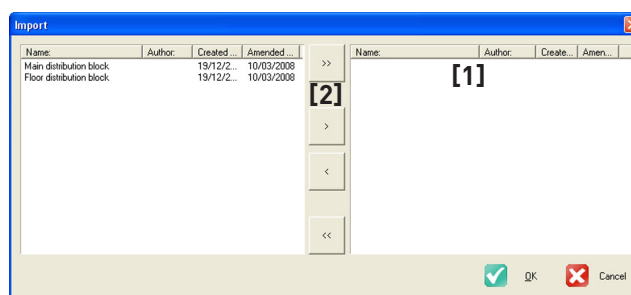 Import
Name: Author: Created ... Amended ...
Main distribution block 19/12/2... 10/03/2008
Floor distribution block 19/12/2... 10/03/2008
>>
[2]
>
<
<<
Name: Author: Create... Amen...
[1]
OK Cancel